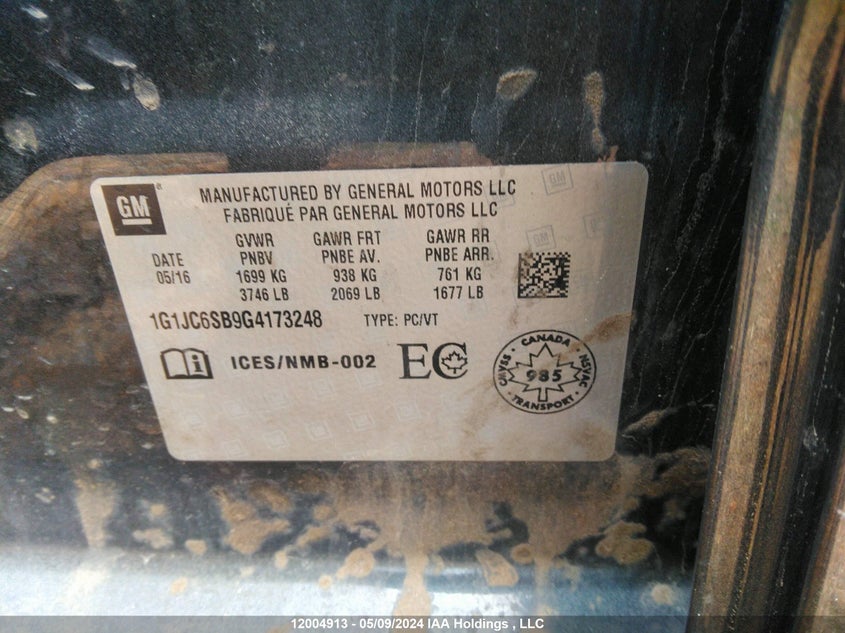 GM
MANUFACTURED BY GENERAL MOTORS LLC
FABRIQUÉ PAR GENERAL MOTORS LLC
DATE
05/16
GVWR
PNBV
1699 KG
3746 LB
GAWR FRT
PNBE AV.
938 KG
2069 LB
GAWR RR
PNBE ARR.
761 KG
1677 LB
1G1JC6SB9G4173248 TYPE: PC/VT
i ICES/NMB-002 EC
CANADA
CMVSS 985 NSVAC
TRANSPORT
12004913 - 05/09/2024 IAA Holdings , LLC